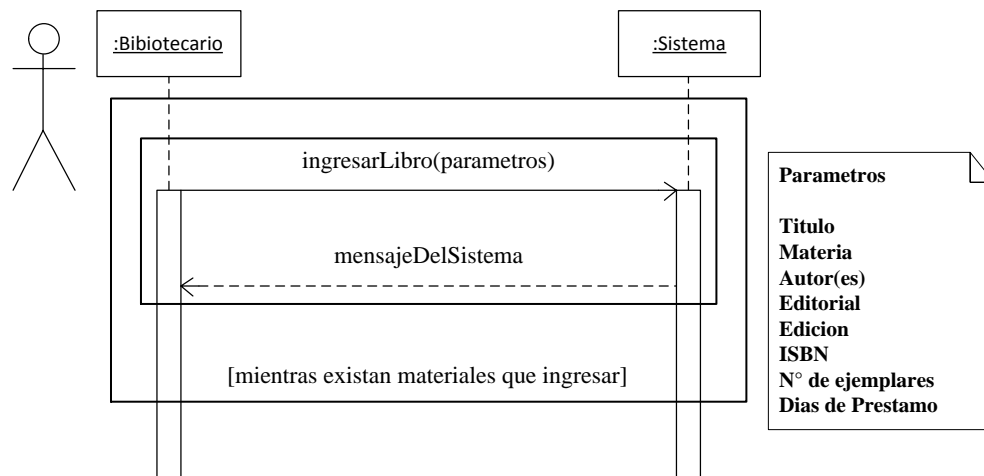 :Bibiotecario
:Sistema
ingresarLibro(parametros)
mensajeDelSistema
[mientras existan materiales que ingresar]
Parametros
Titulo
Materia
Autor(es)
Editorial
Edicion
ISBN
N° de ejemplares
Dias de Prestamo